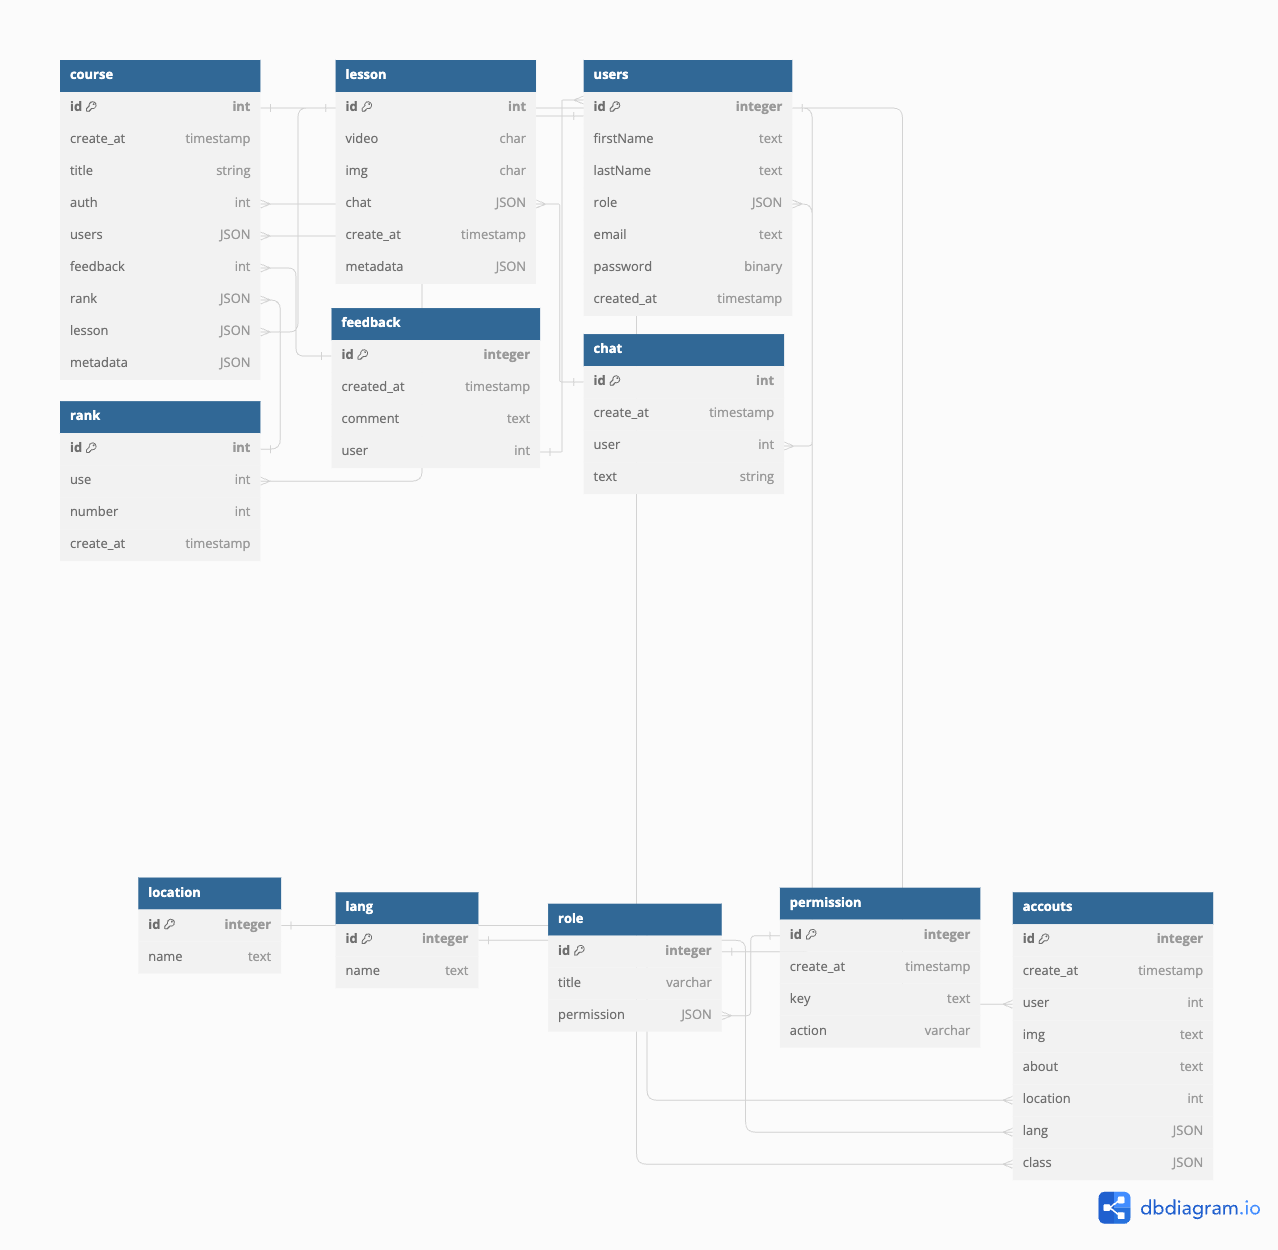 course
id int
create_at timestamp
title string
auth int
users JSON
feedback int
rank JSON
lesson JSON
metadata JSON
lesson
id int
video char
img char
chat JSON
create_at timestamp
metadata JSON
users
id integer
firstName text
lastName text
role JSON
email text
password binary
created_at timestamp
feedback
id integer
created_at timestamp
comment text
user int
chat
id int
create_at timestamp
user int
text string
rank
id int
use int
number int
create_at timestamp
location
id integer
name text
lang
id integer
name text
role
id integer
title varchar
permission JSON
permission
id integer
create_at timestamp
key text
action varchar
accouts
id integer
create_at timestamp
user int
img text
about text
location int
lang JSON
class JSON
dbdiagram.io